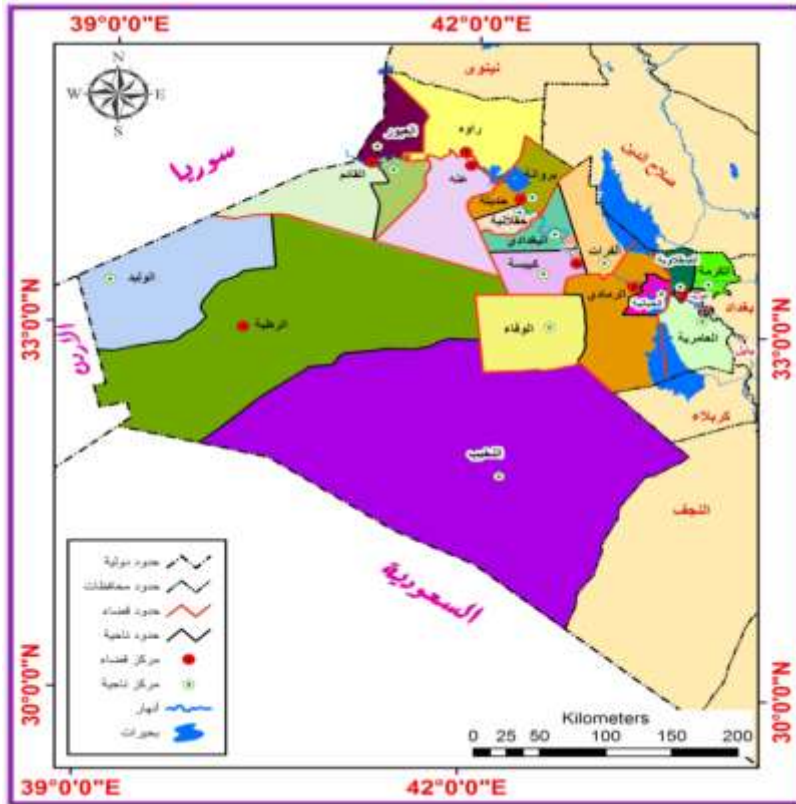 39°0'0"E
42°0'0"E
نينوى
N
W E
S
العبور
راوه
سوريا
القائم
عنه
بروانة
صلاح الدين
حديثة
حقلانية
البغدادي
الفرات
الوليد
كبيسة
الكرمة
الرمادي
33°0'0"N
الرطبة
الوفاء
العامرية
بغداد
بابل
33°0'0"N
الاردن
كربلاء
النخيب
النجف
السعودية
حدود دولية
حدود محافظات
حدود قضاء
حدود ناحية
مركز قضاء
مركز ناحية
أنهار
بحيرات
30°0'0"N
30°0'0"N
Kilometers
0 25 50 100 150 200
39°0'0"E
42°0'0"E